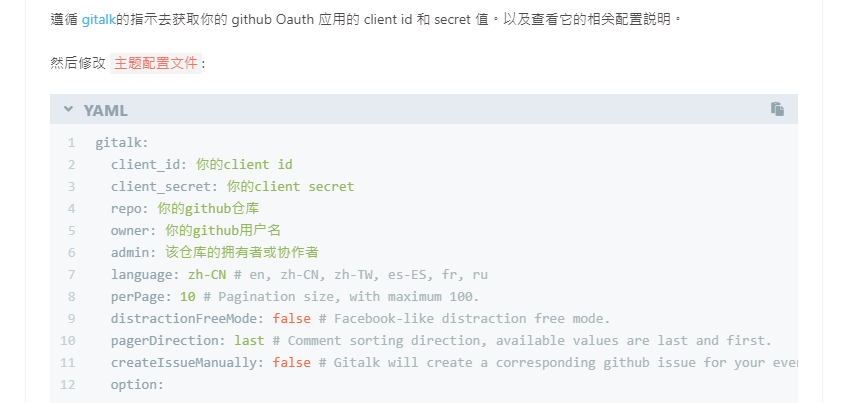 遵循 gitalk的指示去获取你的 github Oauth 应用的 client id 和 secret 值。以及查看它的相关配置説明。
然后修改 主题配置文件:
YAML
1 gitalk:
2 client_id: 你的client id
3 client_secret: 你的client secret
4 repo: 你的github仓库
5 owner: 你的github用户名
6 admin: 该仓库的拥有者或协作者
7 language: zh-CN # en, zh-CN, zh-TW, es-ES, fr, ru
8 perPage: 10 # Pagination size, with maximum 100.
9 distractionFreeMode: false # Facebook-like distraction free mode.
10 pagerDirection: last # Comment sorting direction, available values are last and first.
11 createIssueManually: false # Gitalk will create a corresponding github issue for your
12 option: